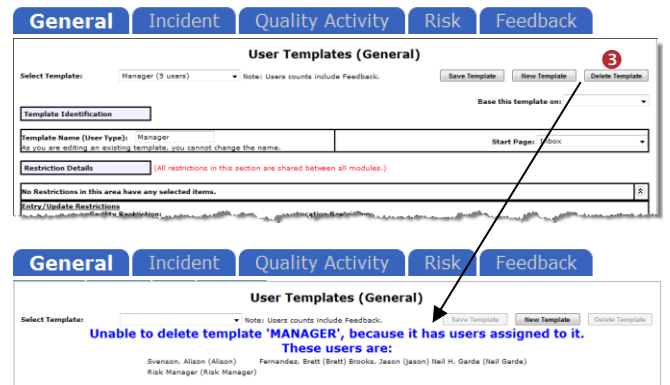 General Incident Quality Activity Risk Feedback
User Templates (General)
3
Select Template: Manager (5 users) Note: Users counts include Feedback. Save Template New Template Delete Template
Base this template on:
Template Identification
Template Name (User Type): Manager
As you are editing an existing template, you cannot change the name.
Start Page: Inbox
Restriction Details (All restrictions in this section are shared between all modules.)
No Restrictions in this area have any selected items.
Entry/Update Restrictions
General Incident Quality Activity Risk Feedback
User Templates (General)
Select Template: Note: Users counts include Feedback. Save Template New Template Delete Template
Unable to delete template 'MANAGER', because it has users assigned to it.
These users are:
Svenson, Alison (Alison) Fernandez, Brett (Brett) Brooks, Jason (jason) Neil H. Garde (Neil Garde)
Risk Manager (Risk Manager)